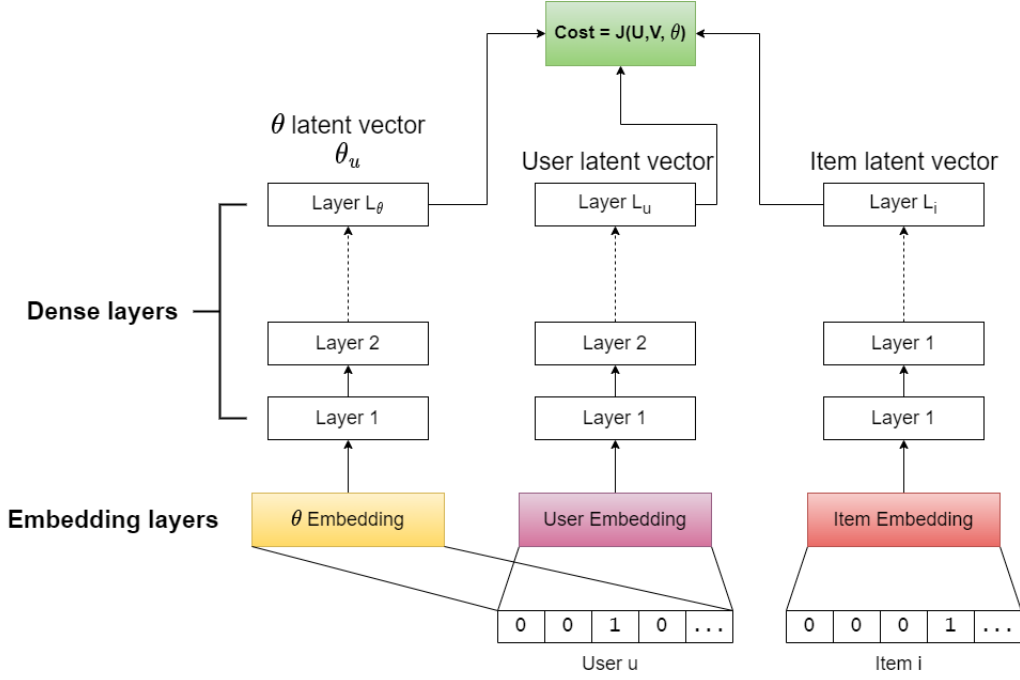 Cost = J(U,V, θ)
θ latent vector
θ_u
User latent vector
Item latent vector
Layer L_θ
Layer L_u
Layer L_i
Dense layers
Layer 2
Layer 2
Layer 1
Layer 1
Layer 1
Layer 1
Embedding layers
θ Embedding
User Embedding
Item Embedding
0 0 1 0 ...
0 0 0 1 ...
User u
Item i